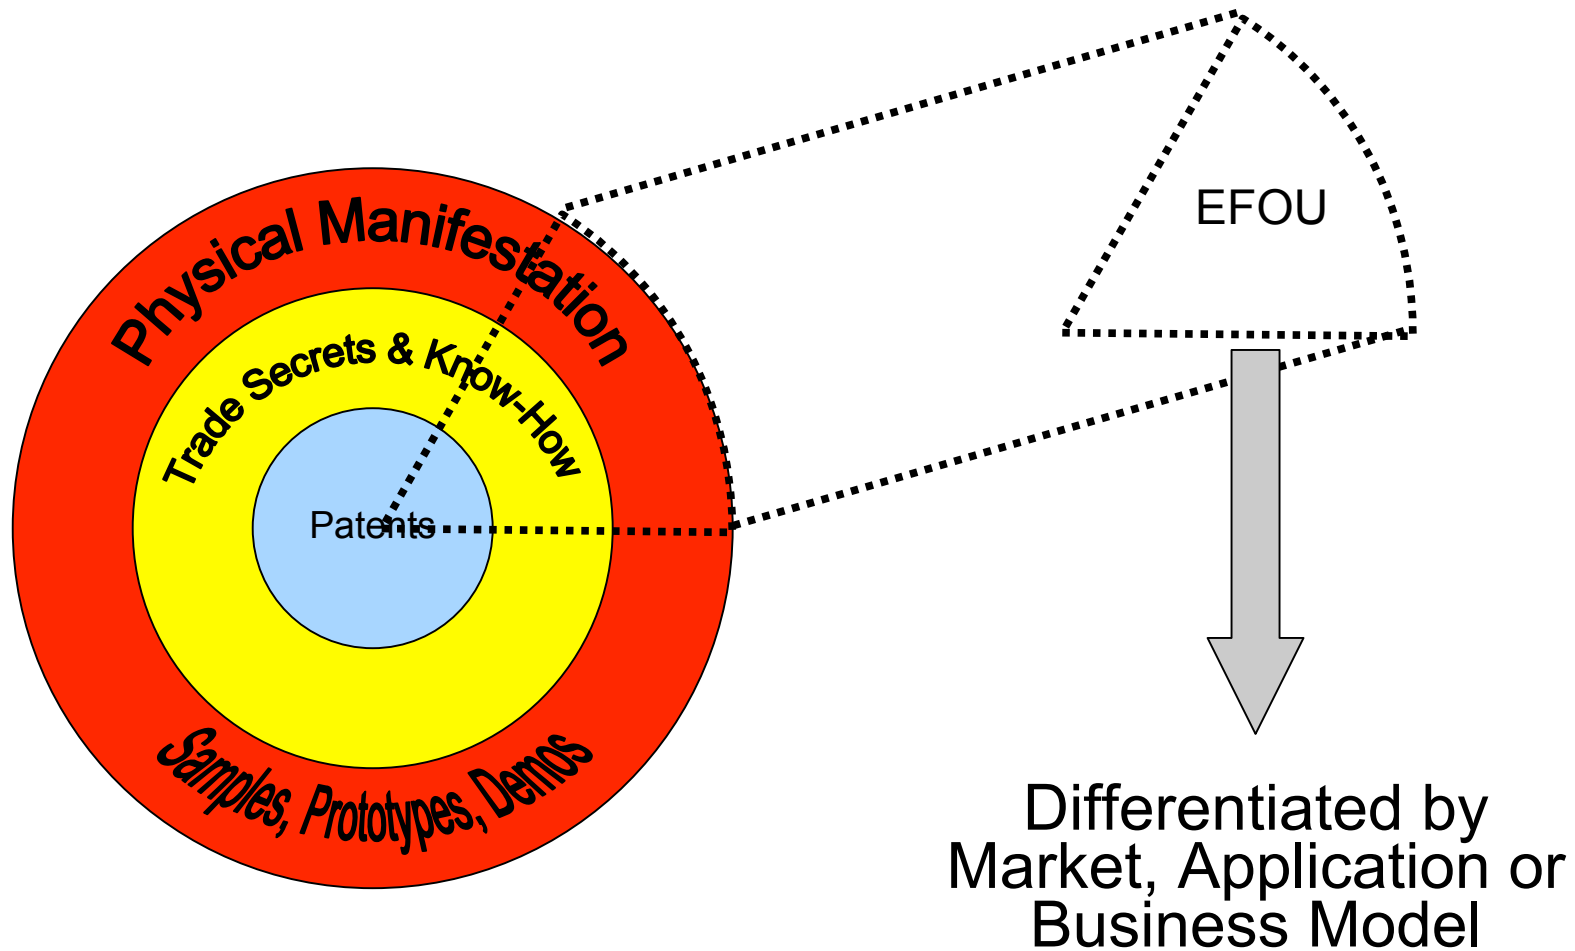 Physical Manifestation
EFOU
Trade Secrets & Know-How
Patents
Samples, Prototypes, Demos
Differentiated by
Market, Application or
Business Model